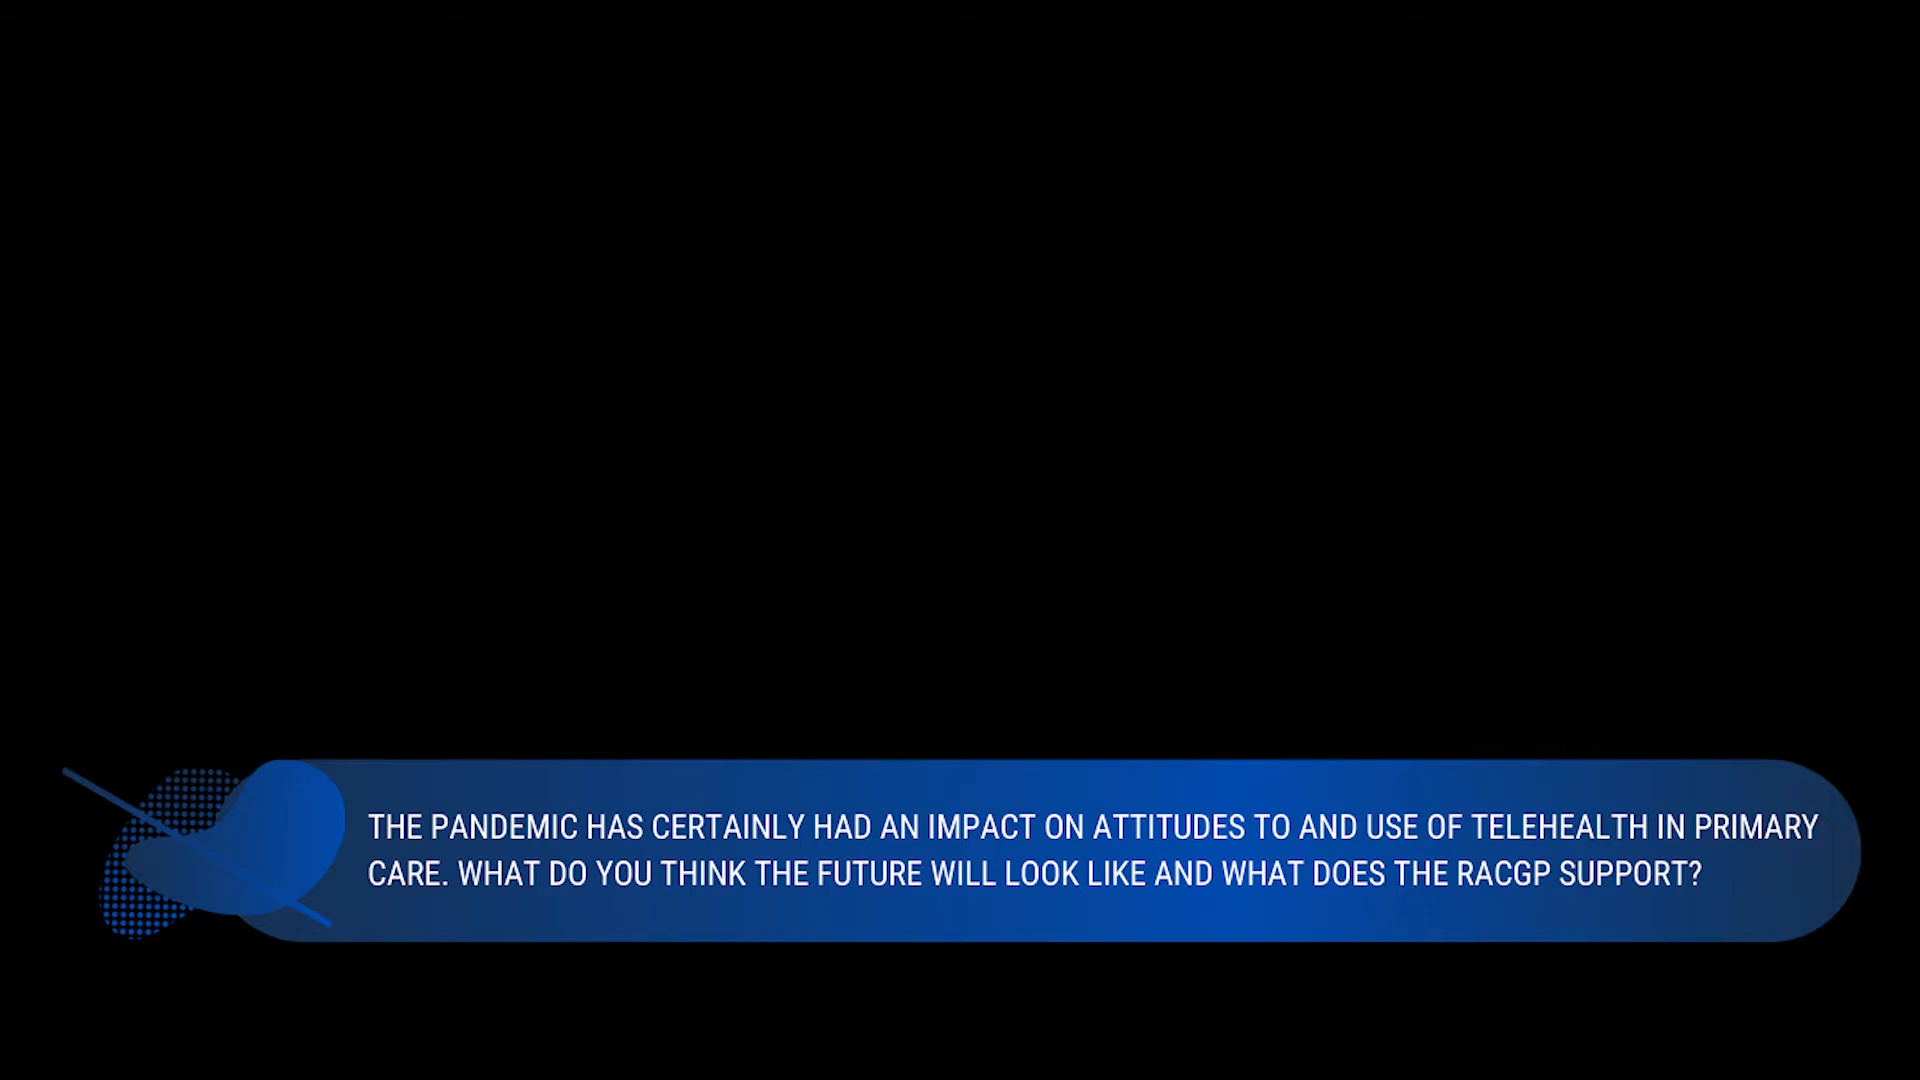 THE PANDEMIC HAS CERTAINLY HAD AN IMPACT ON ATTITUDES TO AND USE OF TELEHEALTH IN PRIMARY
CARE. WHAT DO YOU THINK THE FUTURE WILL LOOK LIKE AND WHAT DOES THE RACGP SUPPORT?